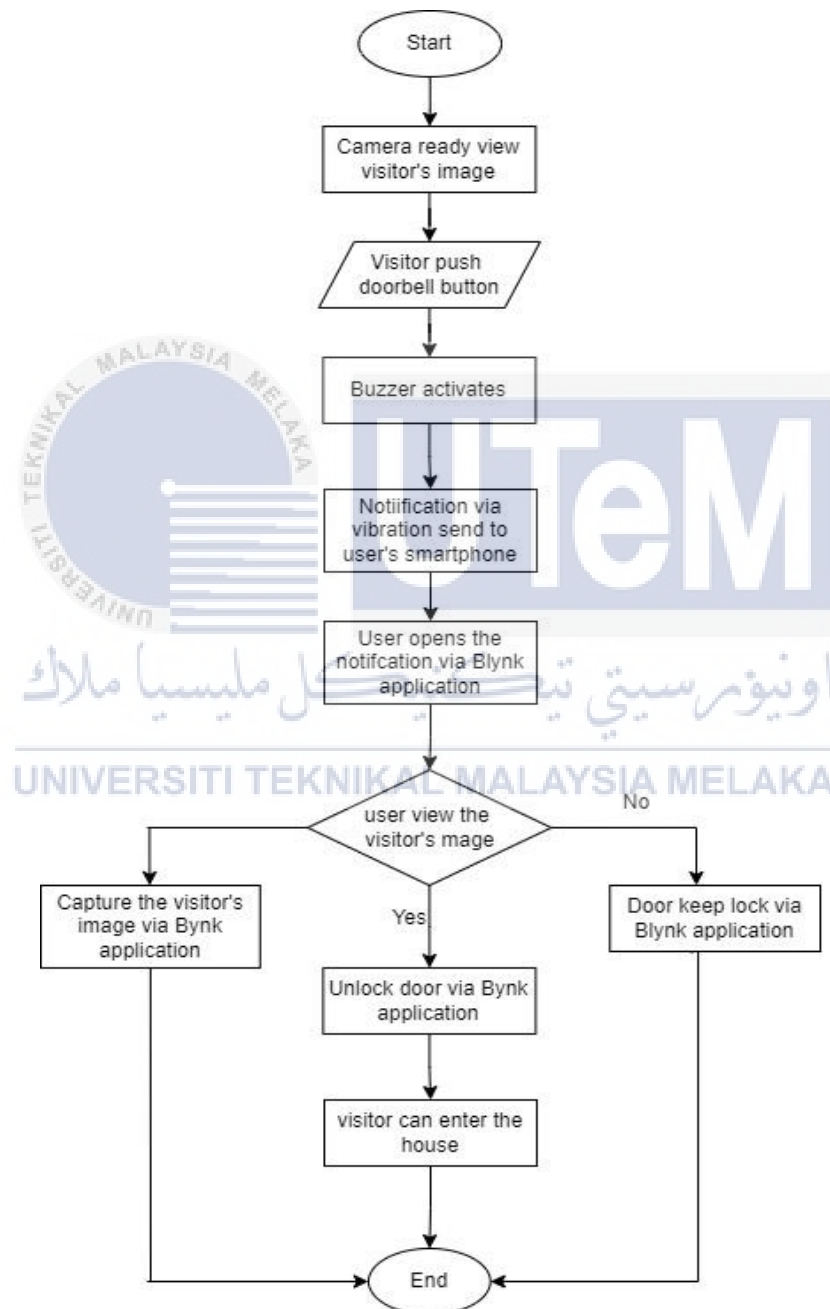 Start
Camera ready view
visitor's image
Visitor push
doorbell button
Buzzer activates
UNIVERSITI TEKNIKAL MALAYSIA MELAKA
UTeM
Notiification via
vibration send to
user's smartphone
User opens the
notifcation via Blynk
application
اونيۏرسيتي تيكنيكل مليسيا ملاك
UNIVERSITI TEKNIKAL MALAYSIA MELAKA
user view the
visitor's mage
No
Yes
Capture the visitor's
image via Bynk
application
Door keep lock via
Blynk application
Unlock door via Bynk
application
visitor can enter the
house
End